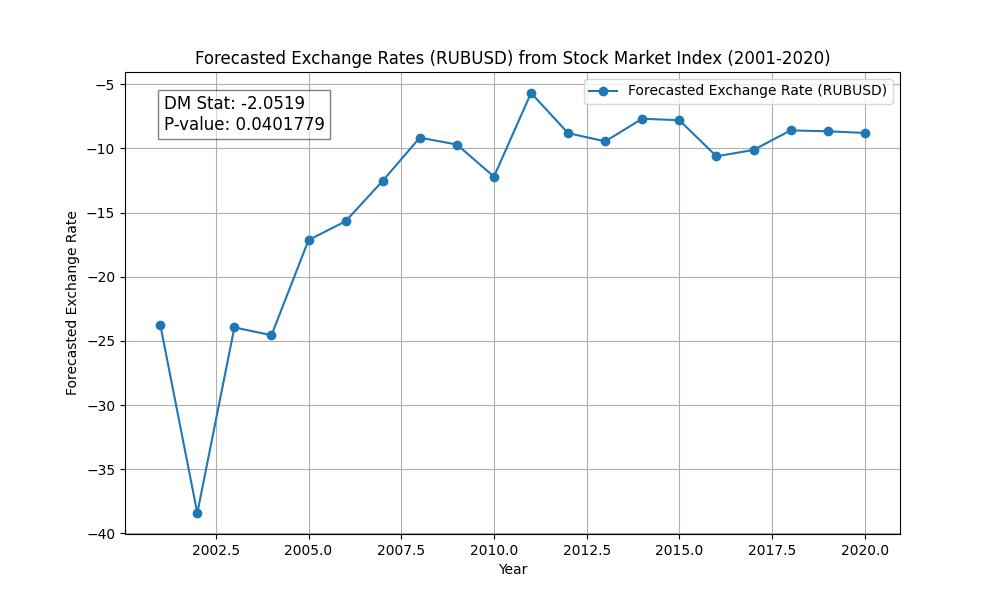 Forecasted Exchange Rates (RUBUSD) from Stock Market Index (2001-2020)
DM Stat: -2.0519
P-value: 0.0401779
Forecasted Exchange Rate (RUBUSD)
Forecasted Exchange Rate
−5
−10
−15
−20
−25
−30
−35
−40
2002.5 2005.0 2007.5 2010.0 2012.5 2015.0 2017.5 2020.0
Year